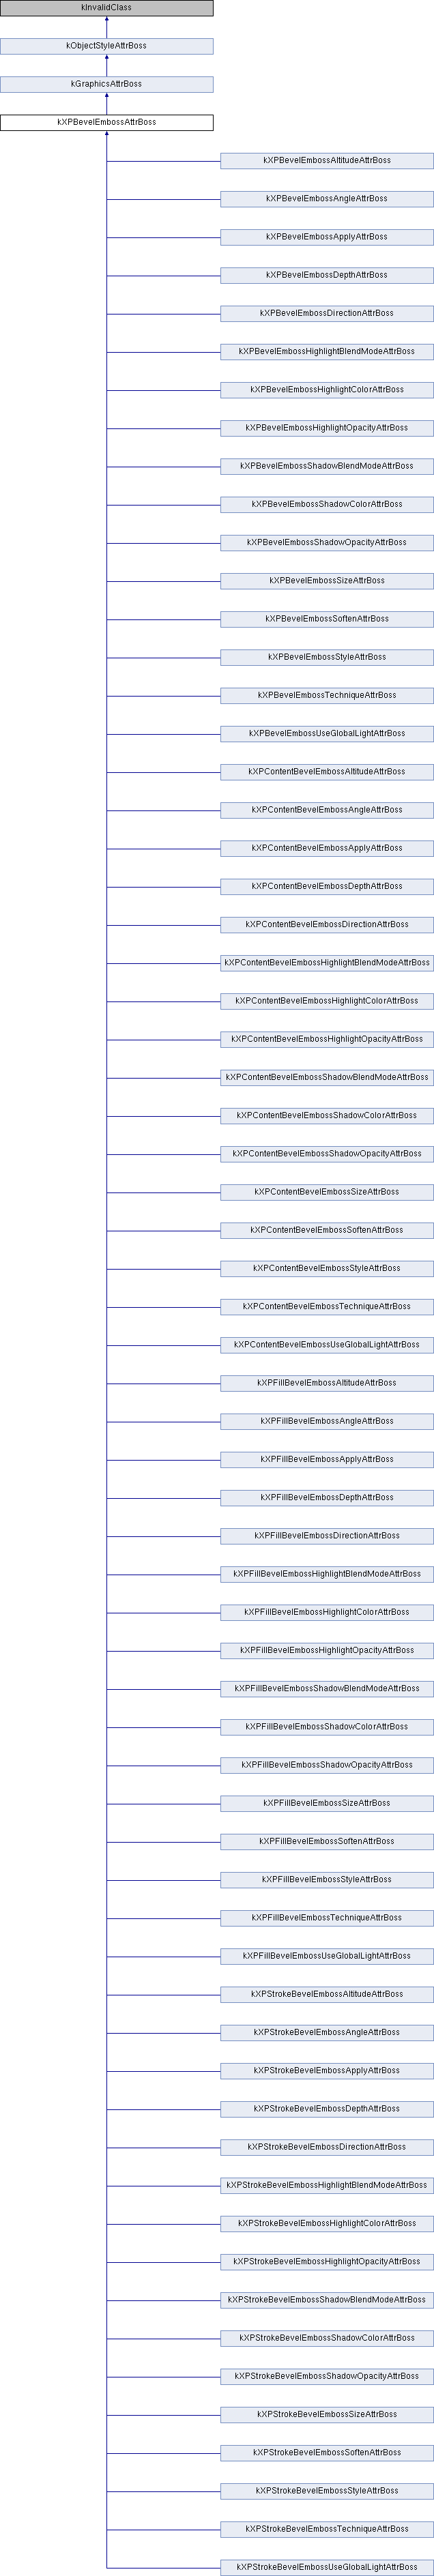 kInvalidClass
kObjectStyleAttrBoss
kGraphicsAttrBoss
kXPBevelEmbossAttrBoss
kXPBevelEmbossAltitudeAttrBoss
kXPBevelEmbossAngleAttrBoss
kXPBevelEmbossApplyAttrBoss
kXPBevelEmbossDepthAttrBoss
kXPBevelEmbossDirectionAttrBoss
kXPBevelEmbossHighlightBlendModeAttrBoss
kXPBevelEmbossHighlightColorAttrBoss
kXPBevelEmbossHighlightOpacityAttrBoss
kXPBevelEmbossShadowBlendModeAttrBoss
kXPBevelEmbossShadowColorAttrBoss
kXPBevelEmbossShadowOpacityAttrBoss
kXPBevelEmbossSizeAttrBoss
kXPBevelEmbossSoftenAttrBoss
kXPBevelEmbossStyleAttrBoss
kXPBevelEmbossTechniqueAttrBoss
kXPBevelEmbossUseGlobalLightAttrBoss
kXPContentBevelEmbossAltitudeAttrBoss
kXPContentBevelEmbossAngleAttrBoss
kXPContentBevelEmbossApplyAttrBoss
kXPContentBevelEmbossDepthAttrBoss
kXPContentBevelEmbossDirectionAttrBoss
kXPContentBevelEmbossHighlightBlendModeAttrBoss
kXPContentBevelEmbossHighlightColorAttrBoss
kXPContentBevelEmbossHighlightOpacityAttrBoss
kXPContentBevelEmbossShadowBlendModeAttrBoss
kXPContentBevelEmbossShadowColorAttrBoss
kXPContentBevelEmbossShadowOpacityAttrBoss
kXPContentBevelEmbossSizeAttrBoss
kXPContentBevelEmbossSoftenAttrBoss
kXPContentBevelEmbossStyleAttrBoss
kXPContentBevelEmbossTechniqueAttrBoss
kXPContentBevelEmbossUseGlobalLightAttrBoss
kXPFillBevelEmbossAltitudeAttrBoss
kXPFillBevelEmbossAngleAttrBoss
kXPFillBevelEmbossApplyAttrBoss
kXPFillBevelEmbossDepthAttrBoss
kXPFillBevelEmbossDirectionAttrBoss
kXPFillBevelEmbossHighlightBlendModeAttrBoss
kXPFillBevelEmbossHighlightColorAttrBoss
kXPFillBevelEmbossHighlightOpacityAttrBoss
kXPFillBevelEmbossShadowBlendModeAttrBoss
kXPFillBevelEmbossShadowColorAttrBoss
kXPFillBevelEmbossShadowOpacityAttrBoss
kXPFillBevelEmbossSizeAttrBoss
kXPFillBevelEmbossSoftenAttrBoss
kXPFillBevelEmbossStyleAttrBoss
kXPFillBevelEmbossTechniqueAttrBoss
kXPFillBevelEmbossUseGlobalLightAttrBoss
kXPStrokeBevelEmbossAltitudeAttrBoss
kXPStrokeBevelEmbossAngleAttrBoss
kXPStrokeBevelEmbossApplyAttrBoss
kXPStrokeBevelEmbossDepthAttrBoss
kXPStrokeBevelEmbossDirectionAttrBoss
kXPStrokeBevelEmbossHighlightBlendModeAttrBoss
kXPStrokeBevelEmbossHighlightColorAttrBoss
kXPStrokeBevelEmbossHighlightOpacityAttrBoss
kXPStrokeBevelEmbossShadowBlendModeAttrBoss
kXPStrokeBevelEmbossShadowColorAttrBoss
kXPStrokeBevelEmbossShadowOpacityAttrBoss
kXPStrokeBevelEmbossSizeAttrBoss
kXPStrokeBevelEmbossSoftenAttrBoss
kXPStrokeBevelEmbossStyleAttrBoss
kXPStrokeBevelEmbossTechniqueAttrBoss
kXPStrokeBevelEmbossUseGlobalLightAttrBoss